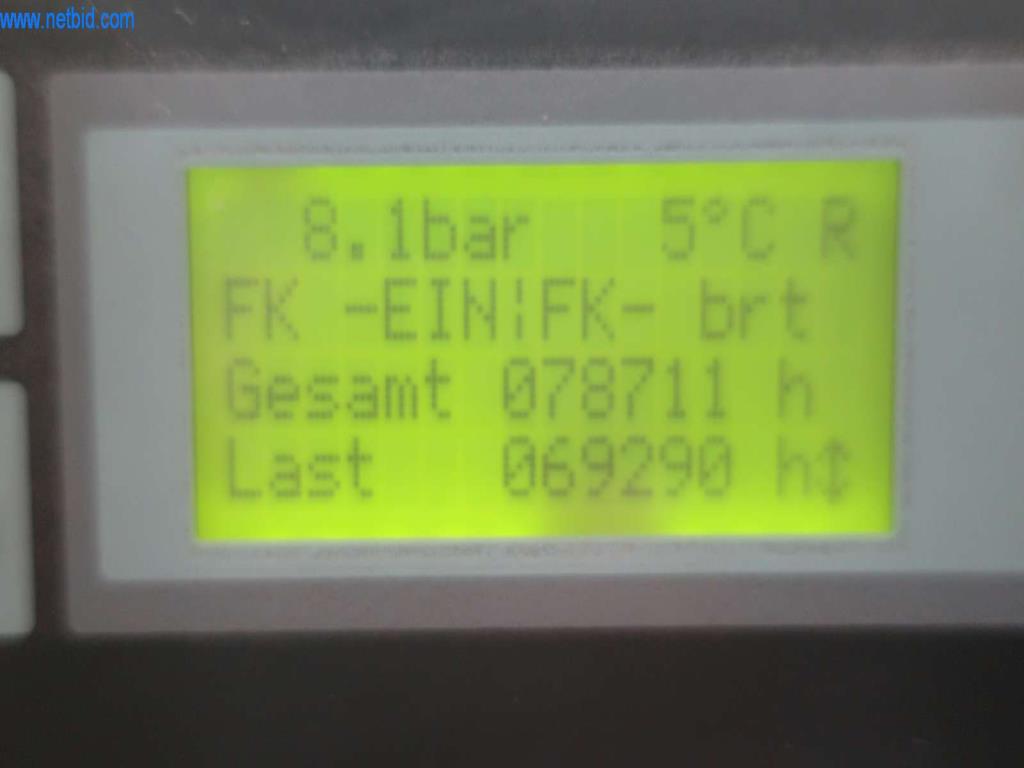 www.netbid.com
8.1bar 5°C R
FK -EIN¦FK- brt
Gesamt 078711 h
Last 069290 h↕